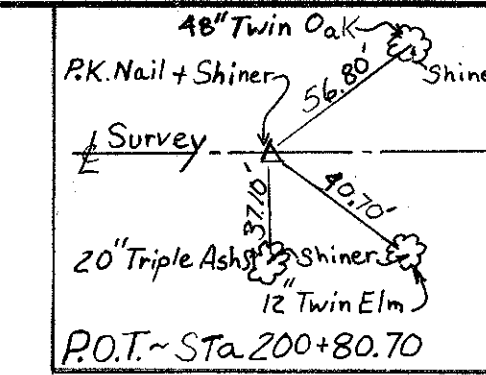 48" Twin Oak
P.K. Nail + Shiner
56.80'
Shine
℄ Survey
37.10'
40.70'
20" Triple Ash
Shiner
12" Twin Elm
P.O.T.~STa 200+80.70